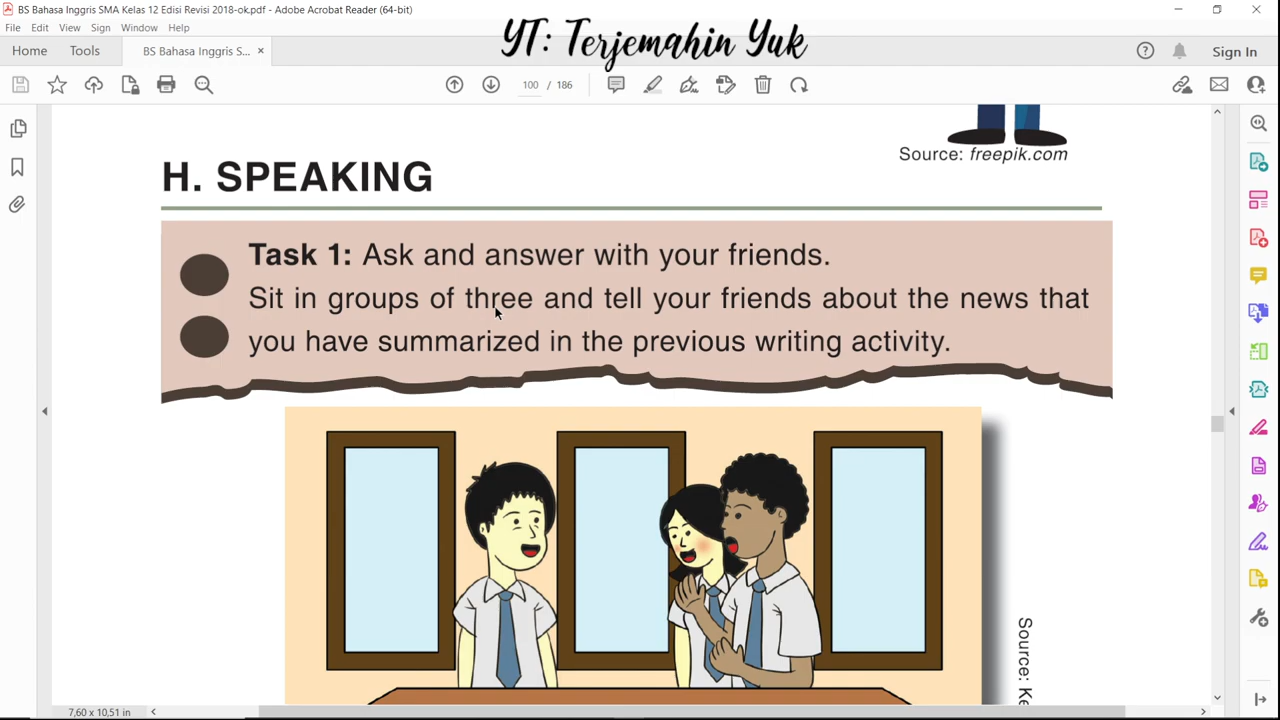 BS Bahasa Inggris SMA Kelas 12 Edisi Revisi 2018-ok.pdf - Adobe Acrobat Reader (64-bit)
File Edit View Sign Window Help
YT: Terjemahin Yuk
Home Tools BS Bahasa Inggris S... × Sign In
100 / 186
Source: freepik.com
H. SPEAKING
Task 1: Ask and answer with your friends.
Sit in groups of three and tell your friends about the news that
you have summarized in the previous writing activity.
Source: Ke
7,60 x 10,51 in